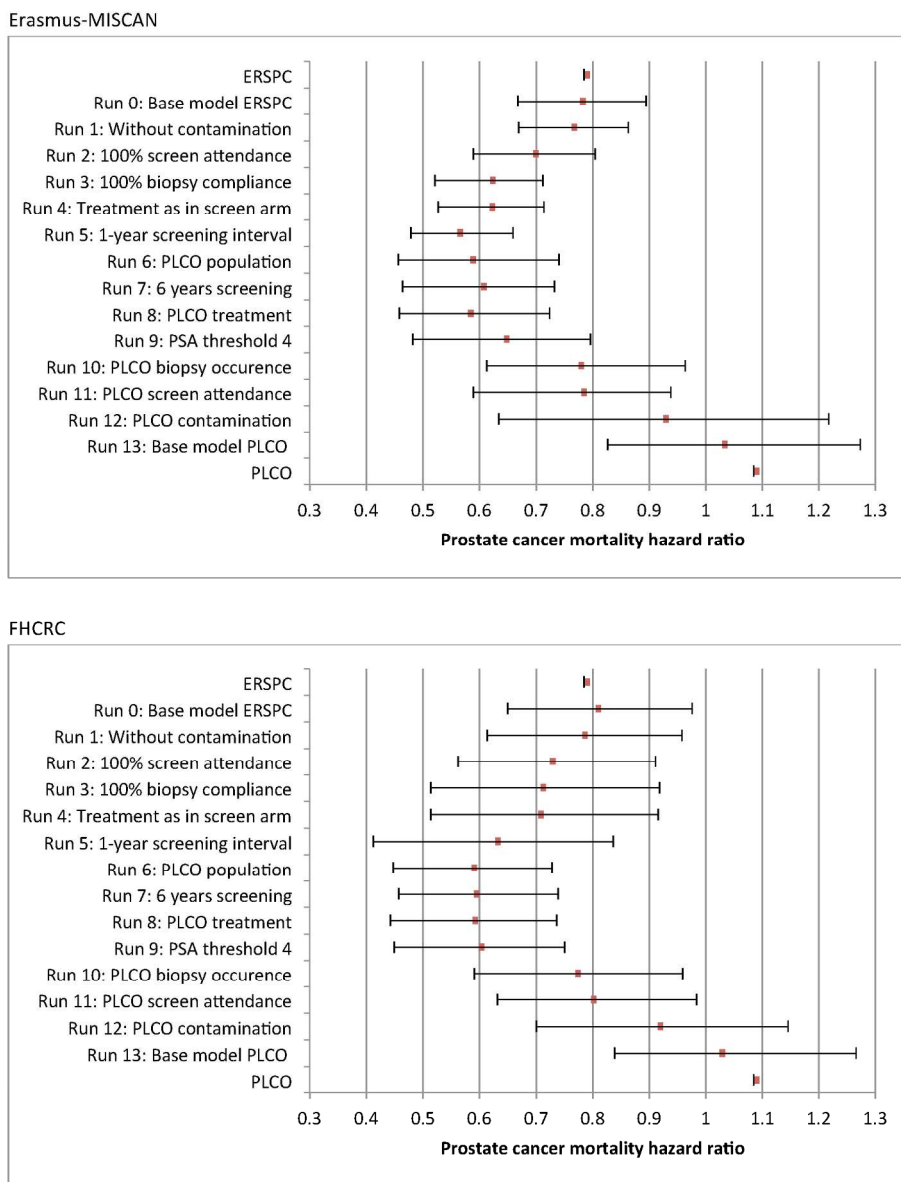 Erasmus-MISCAN
ERSPC
Run 0: Base model ERSPC
Run 1: Without contamination
Run 2: 100% screen attendance
Run 3: 100% biopsy compliance
Run 4: Treatment as in screen arm
Run 5: 1-year screening interval
Run 6: PLCO population
Run 7: 6 years screening
Run 8: PLCO treatment
Run 9: PSA threshold 4
Run 10: PLCO biopsy occurence
Run 11: PLCO screen attendance
Run 12: PLCO contamination
Run 13: Base model PLCO
PLCO
0.3 0.4 0.5 0.6 0.7 0.8 0.9 1 1.1 1.2 1.3
Prostate cancer mortality hazard ratio
FHCRC
ERSPC
Run 0: Base model ERSPC
Run 1: Without contamination
Run 2: 100% screen attendance
Run 3: 100% biopsy compliance
Run 4: Treatment as in screen arm
Run 5: 1-year screening interval
Run 6: PLCO population
Run 7: 6 years screening
Run 8: PLCO treatment
Run 9: PSA threshold 4
Run 10: PLCO biopsy occurence
Run 11: PLCO screen attendance
Run 12: PLCO contamination
Run 13: Base model PLCO
PLCO
0.3 0.4 0.5 0.6 0.7 0.8 0.9 1 1.1 1.2 1.3
Prostate cancer mortality hazard ratio